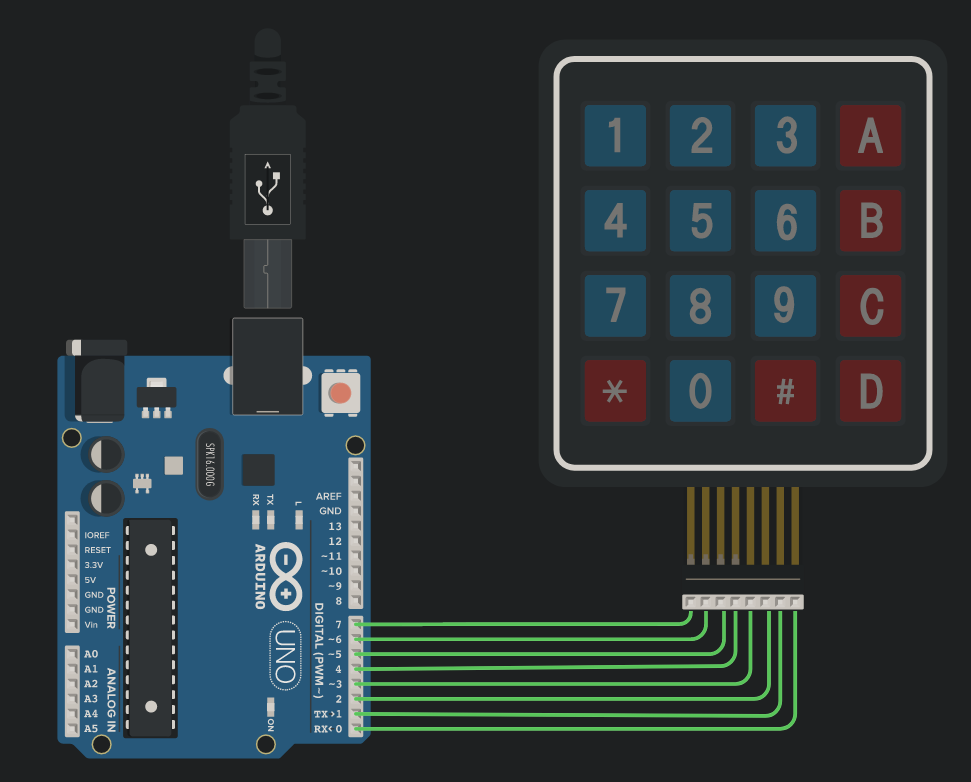 1 2 3 A
4 5 6 B
7 8 9 C
* 0 # D
SPK16.000G
RX TX L
AREF
GND
13
12
~11
~10
~9
8
7
~6
~5
4
~3
2
TX>1
RX<0
DIGITAL (PWM~)
ARDUINO
UNO
ON
IOREF
RESET
3.3V
5V
GND
GND
Vin
POWER
A0
A1
A2
A3
A4
A5
ANALOG IN